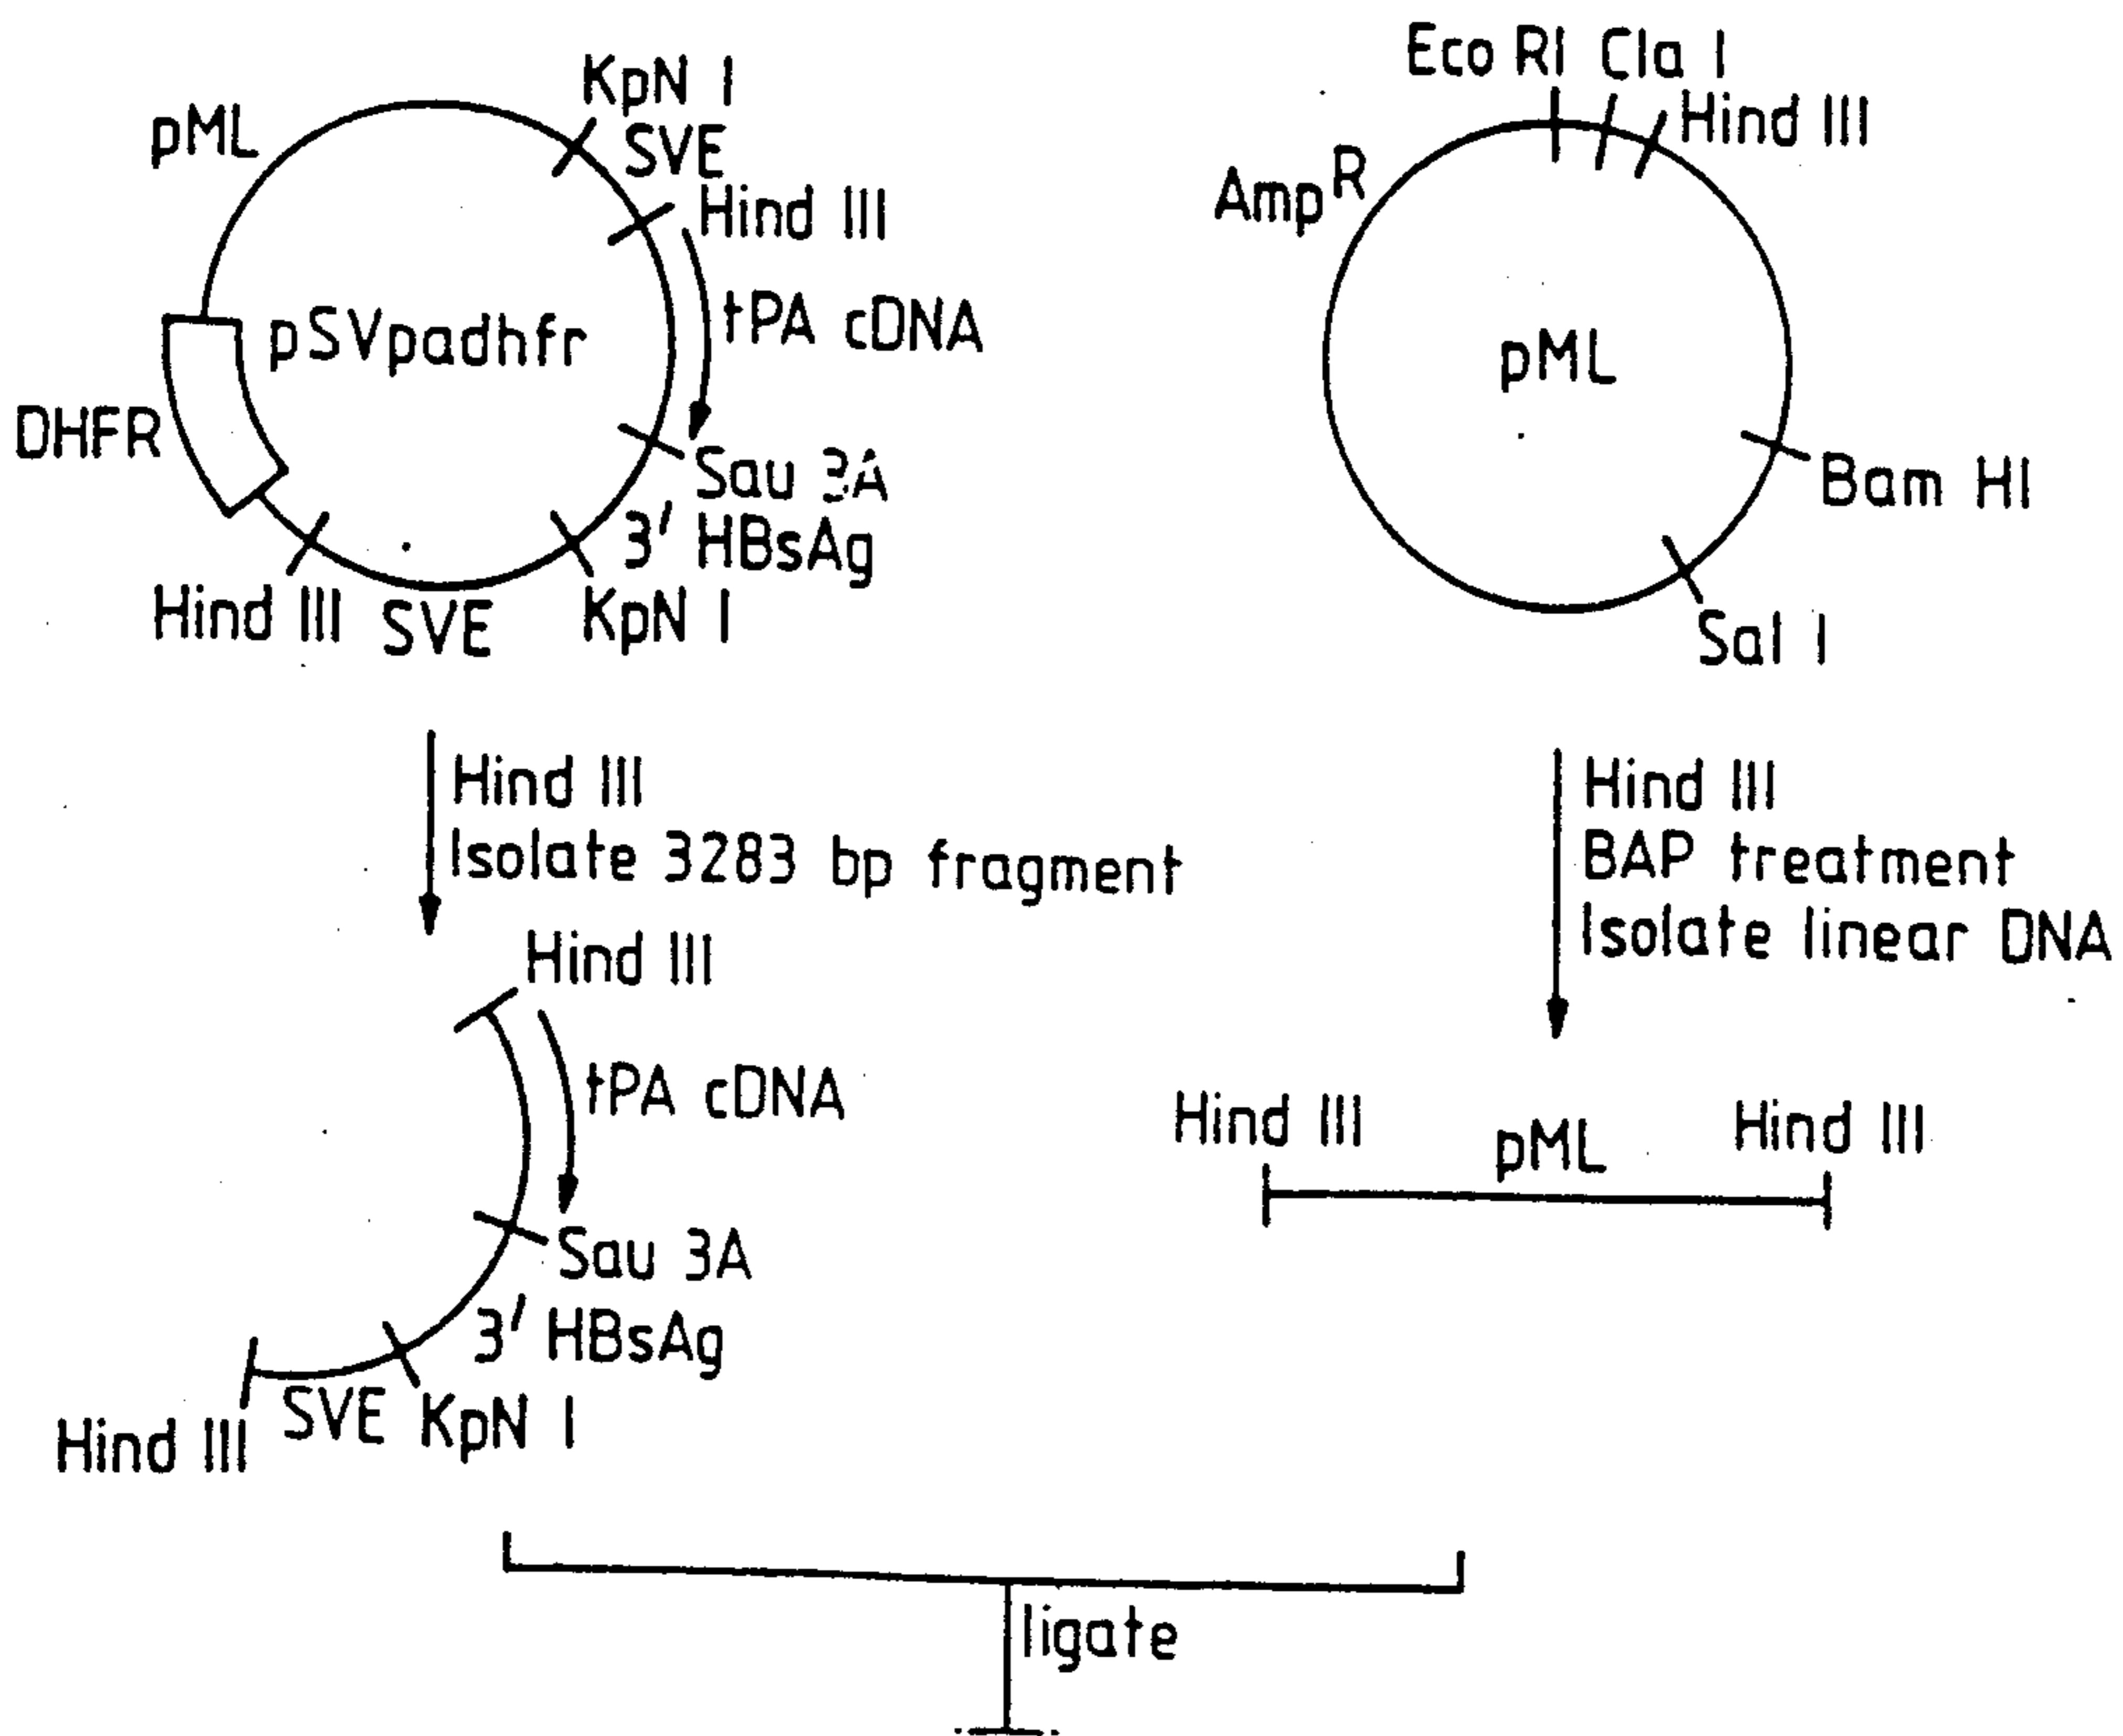 pML
KpN I
SVE
Hind III
tPA cDNA
pSVpadhfr
DHFR
Sau 3A
3' HBsAg
KpN I
SVE
Hind III
Eco RI Cla I
Hind III
Amp R
pML
Bam HI
Sal I
Hind III
Isolate 3283 bp fragment
Hind III
BAP treatment
Isolate linear DNA
Hind III
tPA cDNA
Sau 3A
3' HBsAg
KpN I
SVE
Hind III
Hind III
pML
Hind III
ligate